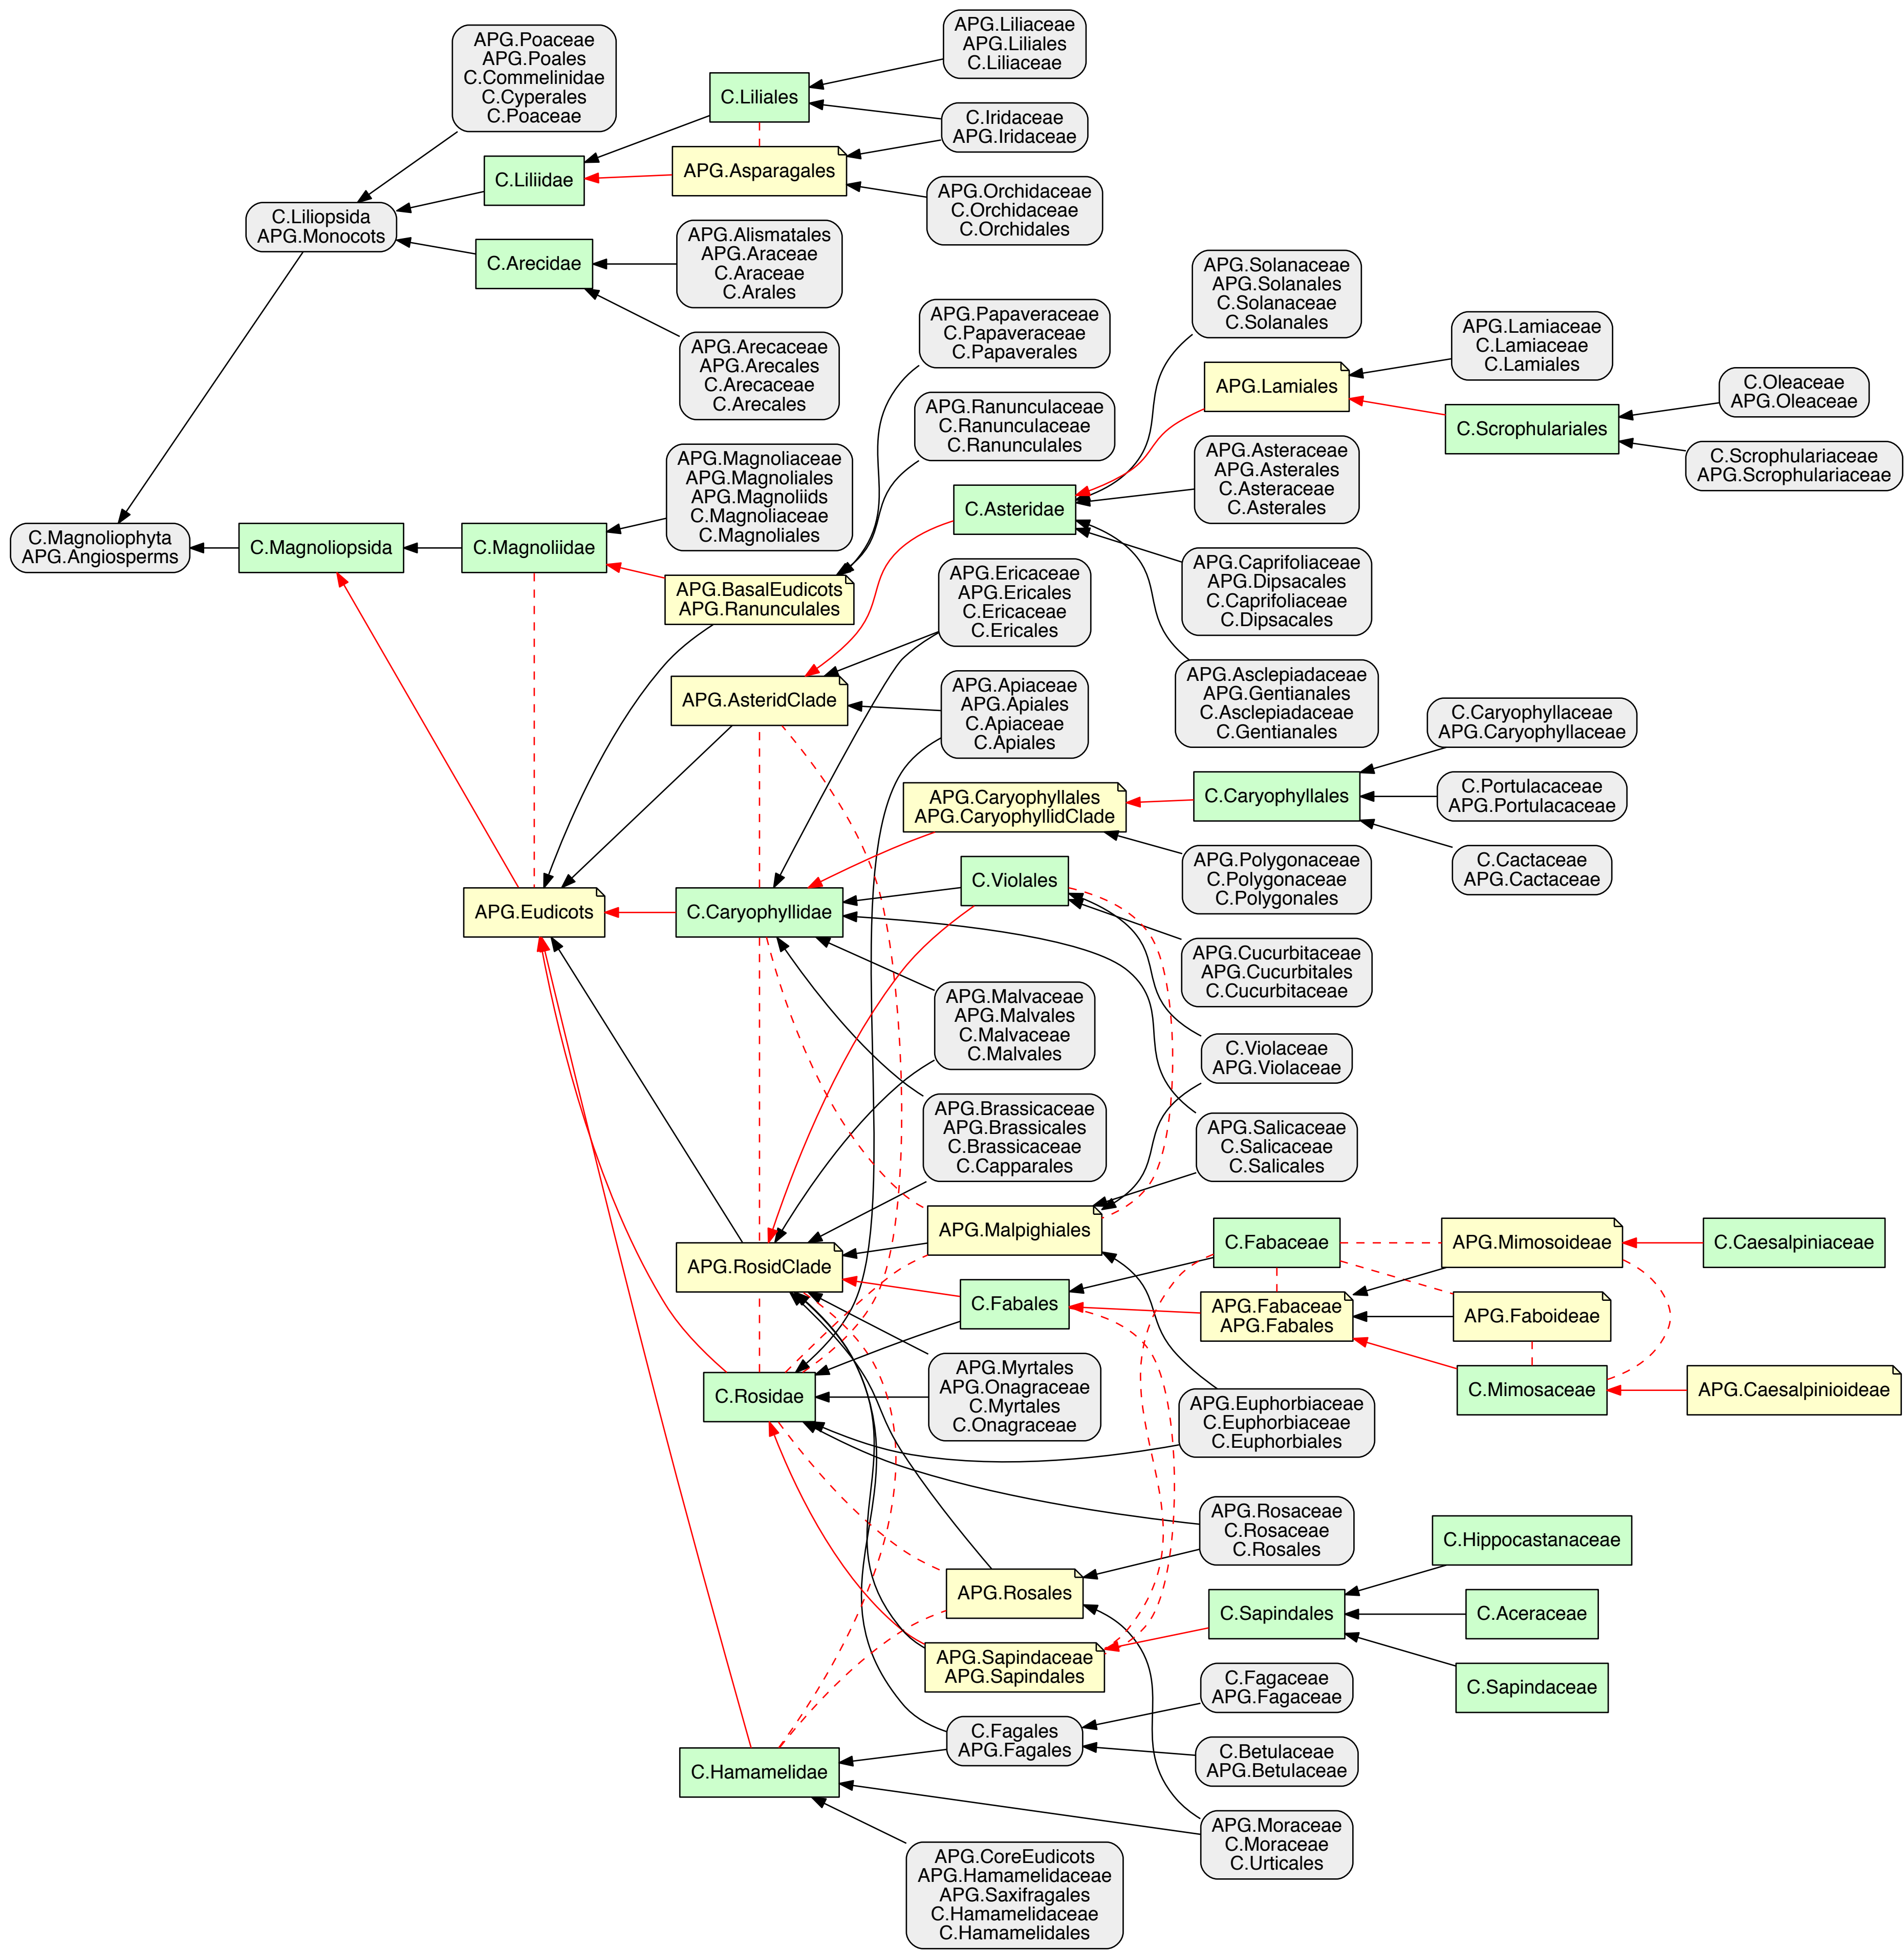 APG.Poaceae
APG.Poales
C.Commelinidae
C.Cyperales
C.Poaceae
APG.Liliaceae
APG.Liliales
C.Liliaceae
C.Liliales
C.Iridaceae
APG.Iridaceae
C.Liliidae
APG.Asparagales
APG.Orchidaceae
C.Orchidaceae
C.Orchidales
C.Liliopsida
APG.Monocots
C.Arecidae
APG.Alismatales
APG.Araceae
C.Araceae
C.Arales
APG.Arecaceae
APG.Arecales
C.Arecaceae
C.Arecales
APG.Solanaceae
APG.Solanales
C.Solanaceae
C.Solanales
APG.Papaveraceae
C.Papaveraceae
C.Papaverales
APG.Lamiaceae
C.Lamiaceae
C.Lamiales
APG.Lamiales
C.Oleaceae
APG.Oleaceae
APG.Ranunculaceae
C.Ranunculaceae
C.Ranunculales
C.Scrophulariales
C.Scrophulariaceae
APG.Scrophulariaceae
APG.Magnoliaceae
APG.Magnoliales
APG.Magnoliids
C.Magnoliaceae
C.Magnoliales
APG.Asteraceae
APG.Asterales
C.Asteraceae
C.Asterales
C.Asteridae
C.Magnoliophyta
APG.Angiosperms
C.Magnoliopsida
C.Magnoliidae
APG.BasalEudicots
APG.Ranunculales
APG.Ericaceae
APG.Ericales
C.Ericaceae
C.Ericales
APG.Caprifoliaceae
APG.Dipsacales
C.Caprifoliaceae
C.Dipsacales
APG.AsteridClade
APG.Apiaceae
APG.Apiales
C.Apiaceae
C.Apiales
APG.Asclepiadaceae
APG.Gentianales
C.Asclepiadaceae
C.Gentianales
C.Caryophyllaceae
APG.Caryophyllaceae
APG.Caryophyllales
APG.CaryophyllidClade
C.Caryophyllales
C.Portulacaceae
APG.Portulacaceae
C.Cactaceae
APG.Cactaceae
APG.Polygonaceae
C.Polygonaceae
C.Polygonales
C.Violales
APG.Eudicots
C.Caryophyllidae
APG.Cucurbitaceae
APG.Cucurbitales
C.Cucurbitaceae
APG.Malvaceae
APG.Malvales
C.Malvaceae
C.Malvales
C.Violaceae
APG.Violaceae
APG.Brassicaceae
APG.Brassicales
C.Brassicaceae
C.Capparales
APG.Salicaceae
C.Salicaceae
C.Salicales
APG.Malpighiales
APG.RosidClade
C.Fabaceae
APG.Mimosoideae
C.Caesalpiniaceae
C.Fabales
APG.Fabaceae
APG.Fabales
APG.Faboideae
C.Rosidae
APG.Myrtales
APG.Onagraceae
C.Myrtales
C.Onagraceae
C.Mimosaceae
APG.Caesalpinioideae
APG.Euphorbiaceae
C.Euphorbiaceae
C.Euphorbiales
APG.Rosaceae
C.Rosaceae
C.Rosales
C.Hippocastanaceae
APG.Rosales
C.Sapindales
C.Aceraceae
APG.Sapindaceae
APG.Sapindales
C.Sapindaceae
C.Fagaceae
APG.Fagaceae
C.Fagales
APG.Fagales
C.Betulaceae
APG.Betulaceae
C.Hamamelidae
APG.Moraceae
C.Moraceae
C.Urticales
APG.CoreEudicots
APG.Hamamelidaceae
APG.Saxifragales
C.Hamamelidaceae
C.Hamamelidales